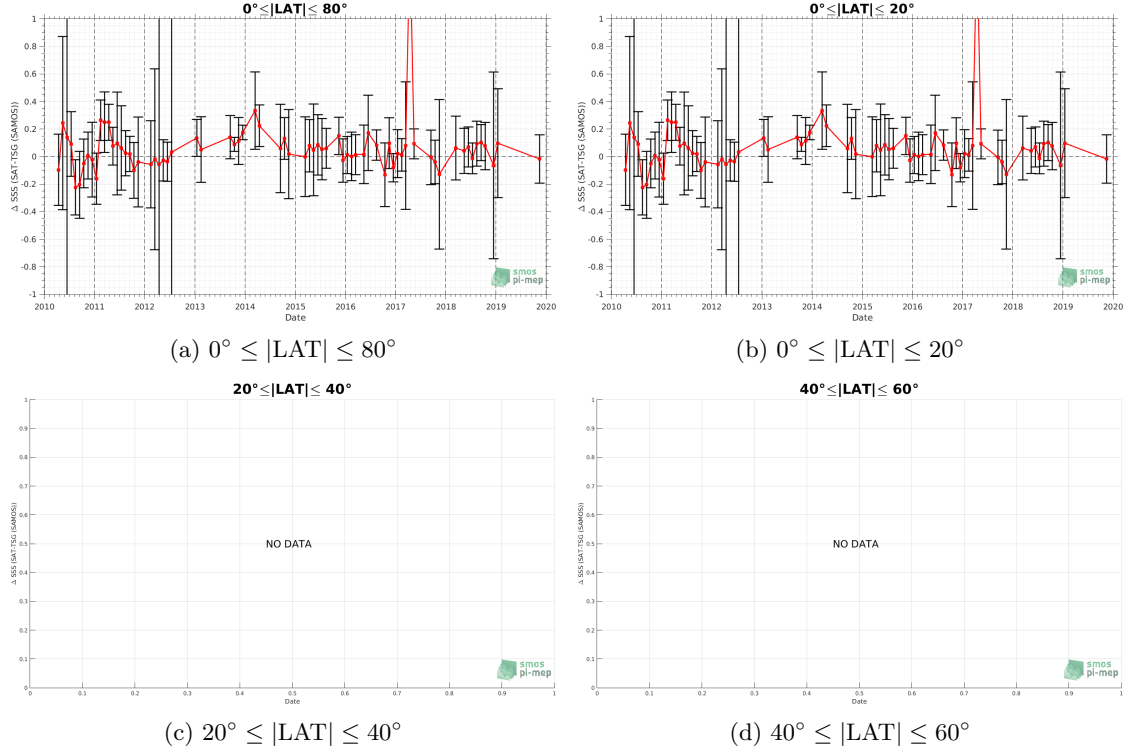 0°≤|LAT|≤ 80°
1
0.8
0.6
0.4
0.2
0
-0.2
-0.4
-0.6
-0.8
-1
Δ SSS (SAT-TSG (SAMOS))
2010 2011 2012 2013 2014 2015 2016 2017 2018 2019 2020
Date
smos
pi-mep
(a) 0° ≤ |LAT| ≤ 80°
0°≤|LAT|≤ 20°
1
0.8
0.6
0.4
0.2
0
-0.2
-0.4
-0.6
-0.8
-1
Δ SSS (SAT-TSG (SAMOS))
2010 2011 2012 2013 2014 2015 2016 2017 2018 2019 2020
Date
smos
pi-mep
(b) 0° ≤ |LAT| ≤ 20°
20°≤|LAT|≤ 40°
1
0.9
0.8
0.7
0.6
0.5
0.4
0.3
0.2
0.1
0
Δ SSS (SAT-TSG (SAMOS))
NO DATA
0 0.1 0.2 0.3 0.4 0.5 0.6 0.7 0.8 0.9 1
Date
smos
pi-mep
(c) 20° ≤ |LAT| ≤ 40°
40°≤|LAT|≤ 60°
1
0.9
0.8
0.7
0.6
0.5
0.4
0.3
0.2
0.1
0
Δ SSS (SAT-TSG (SAMOS))
NO DATA
0 0.1 0.2 0.3 0.4 0.5 0.6 0.7 0.8 0.9 1
Date
smos
pi-mep
(d) 40° ≤ |LAT| ≤ 60°